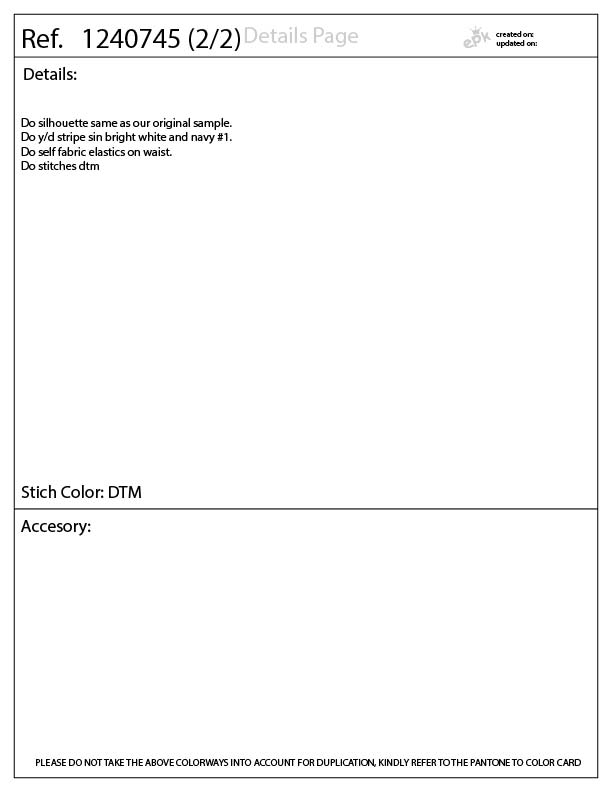 Ref. 1240745 (2/2) Details Page
epk
created on:
updated on:
Details:
Do silhouette same as our original sample.
Do y/d stripe sin bright white and navy #1.
Do self fabric elastics on waist.
Do stitches dtm
Stich Color: DTM
Accesory:
PLEASE DO NOT TAKE THE ABOVE COLORWAYS INTO ACCOUNT FOR DUPLICATION, KINDLY REFER TO THE PANTONE TO COLOR CARD